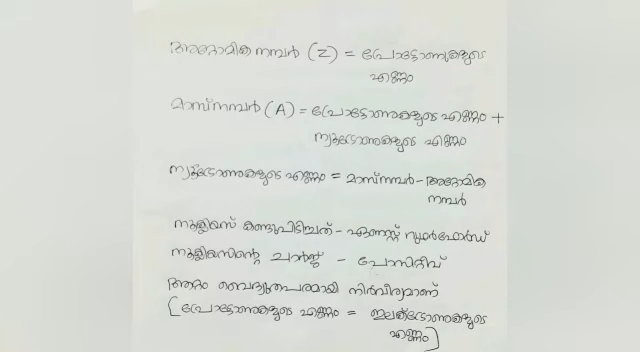 അറ്റോമിക നമ്പർ (Z) = പ്രോട്ടോണുകളുടെ
എണ്ണം
മാസ്നമ്പർ (A) = പ്രോട്ടോണുകളുടെ എണ്ണം +
ന്യൂട്രോണുകളുടെ എണ്ണം
ന്യൂട്രോണുകളുടെ എണ്ണം = മാസ്നമ്പർ - അറ്റോമിക
നമ്പർ
ന്യൂക്ലിയസ് കണ്ടുപിടിച്ചത് - ഏണസ്റ്റ് റുഥർഫോർഡ്
ന്യൂക്ലിയസിന്റെ ചാർജ്ജ് - പോസിറ്റീവ്
ആറ്റം വൈദ്യുതപരമായി നിർവീര്യമാണ്
[പ്രോട്ടോണുകളുടെ എണ്ണം = ഇലക്ട്രോണുകളുടെ
എണ്ണം]